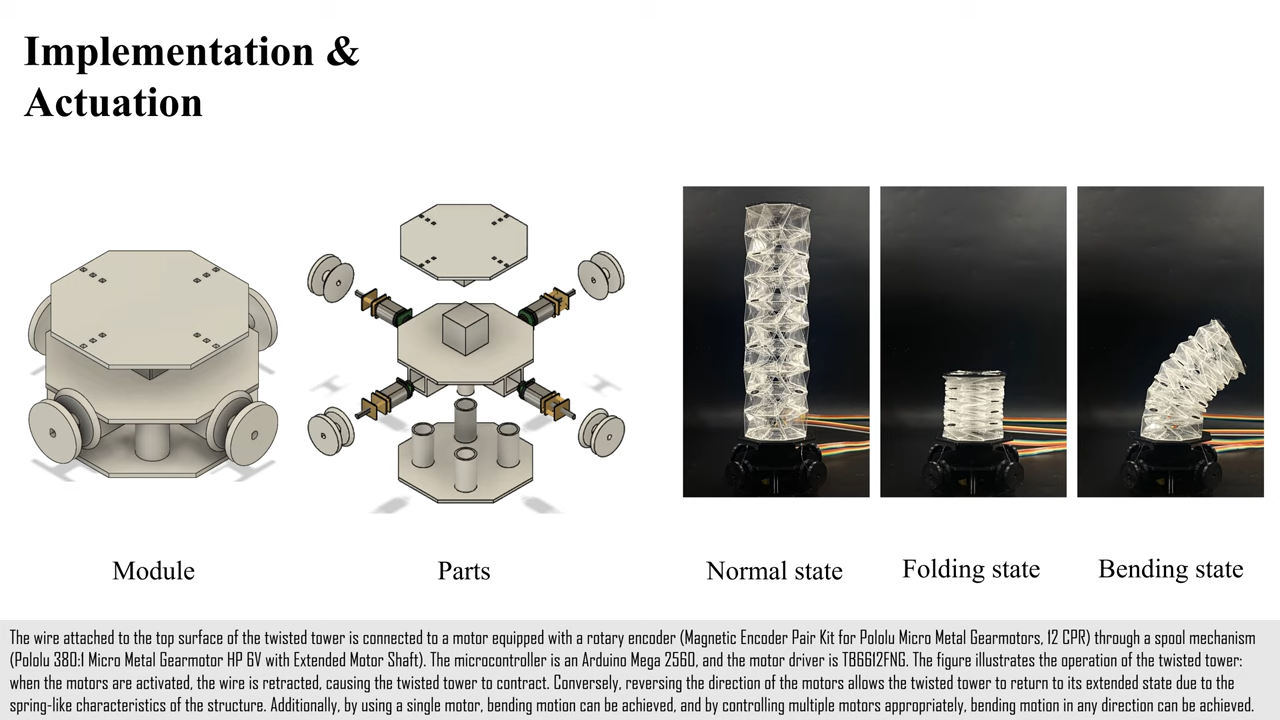 Implementation &
Actuation
Module
Parts
Normal state
Folding state
Bending state
The wire attached to the top surface of the twisted tower is connected to a motor equipped with a rotary encoder (Magnetic Encoder Pair Kit for Pololu Micro Metal Gearmotors, 12 CPR) through a spool mechanism
(Pololu 380:1 Micro Metal Gearmotor HP 6V with Extended Motor Shaft). The microcontroller is an Arduino Mega 2560, and the motor driver is TB6612FNG. The figure illustrates the operation of the twisted tower:
when the motors are activated, the wire is retracted, causing the twisted tower to contract. Conversely, reversing the direction of the motors allows the twisted tower to return to its extended state due to the
spring-like characteristics of the structure. Additionally, by using a single motor, bending motion can be achieved, and by controlling multiple motors appropriately, bending motion in any direction can be achieved.